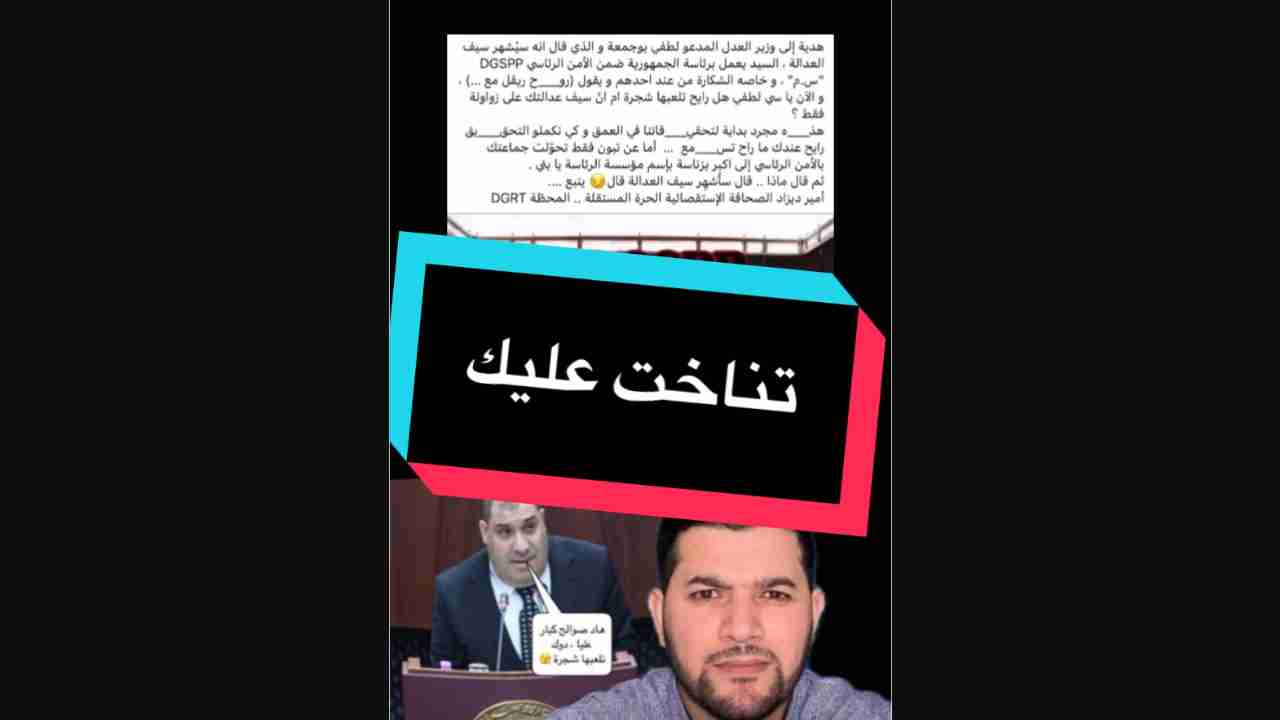 هدية إلى وزير العدل المدعو لطفي بوجمعة و الذي قال انه سيُشهر سيف
العدالة ، السيد يعمل برئاسة الجمهورية ضمن الأمن الرئاسي DGSPP
"س.م" ، و خاصه الشكارة من عند احدهم و يقول (رو___ح ريقل مع ...) ،
و الآن يا سي لطفي هل رايح تلعبها شجرة ام انّ سيف عدالتك على زواولة
فقط ؟
هذ___ه مجرد بداية لتحقي___قاتنا في العمق و كي نكملو التحق___يق
رايح عندك ما راح تس___مع ... أما عن تبون فقط تحوّلت جماعتك
بالأمن الرئاسي إلى اكبر بزناسة بإسم مؤسسة الرئاسة يا بني .
ثم قال ماذا .. قال سأشهر سيف العدالة قال😏 يتبع ....
أمير ديزاد الصحافة الإستقصائية الحرة المستقلة .. المحظة DGRT
تناخت عليك
هاد صوالح كبار
عليا ، دوك
نلعبها شجرة